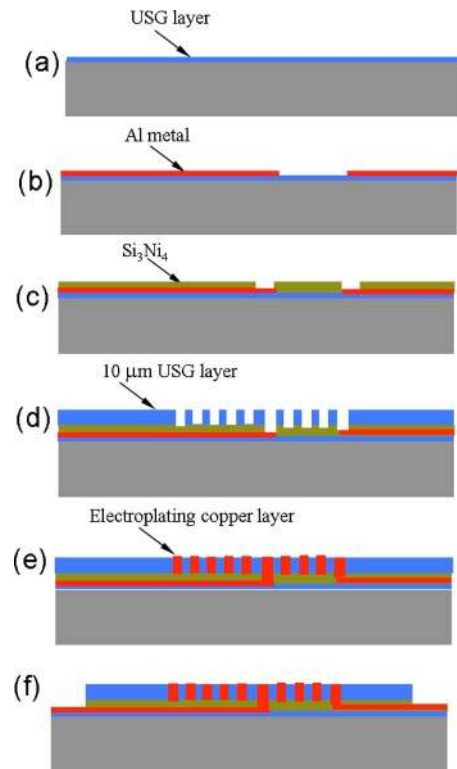 USG layer
(a)
Al metal
(b)
Si₃Ni₄
(c)
10 μm USG layer
(d)
Electroplating copper layer
(e)
(f)